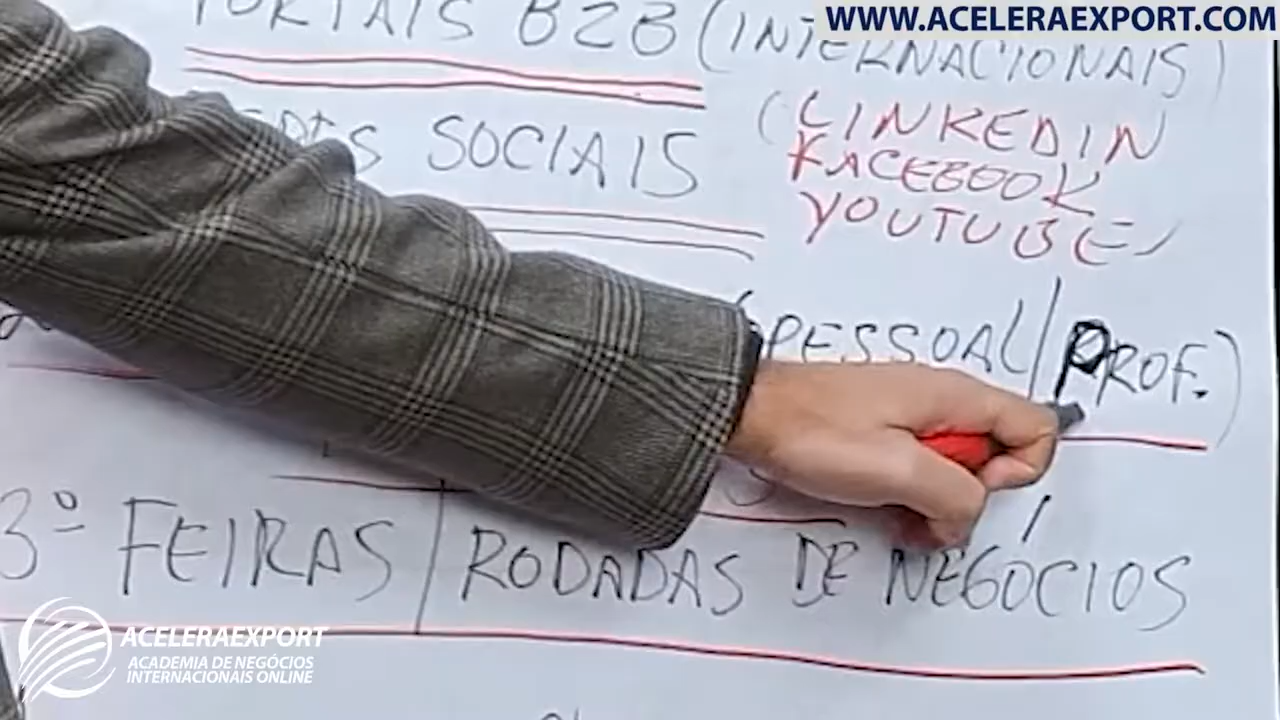 WWW.ACELERAEXPORT.COM
PORTAIS B2B (INTERNACIONAIS)
SOCIAIS (LINKEDIN
FACEBOOK
YOUTUBE)
(PESSOAL/PROF.)
3º FEIRAS/RODADAS DE NEGÓCIOS
ACELERAEXPORT
ACADEMIA DE NEGÓCIOS
INTERNACIONAIS ONLINE